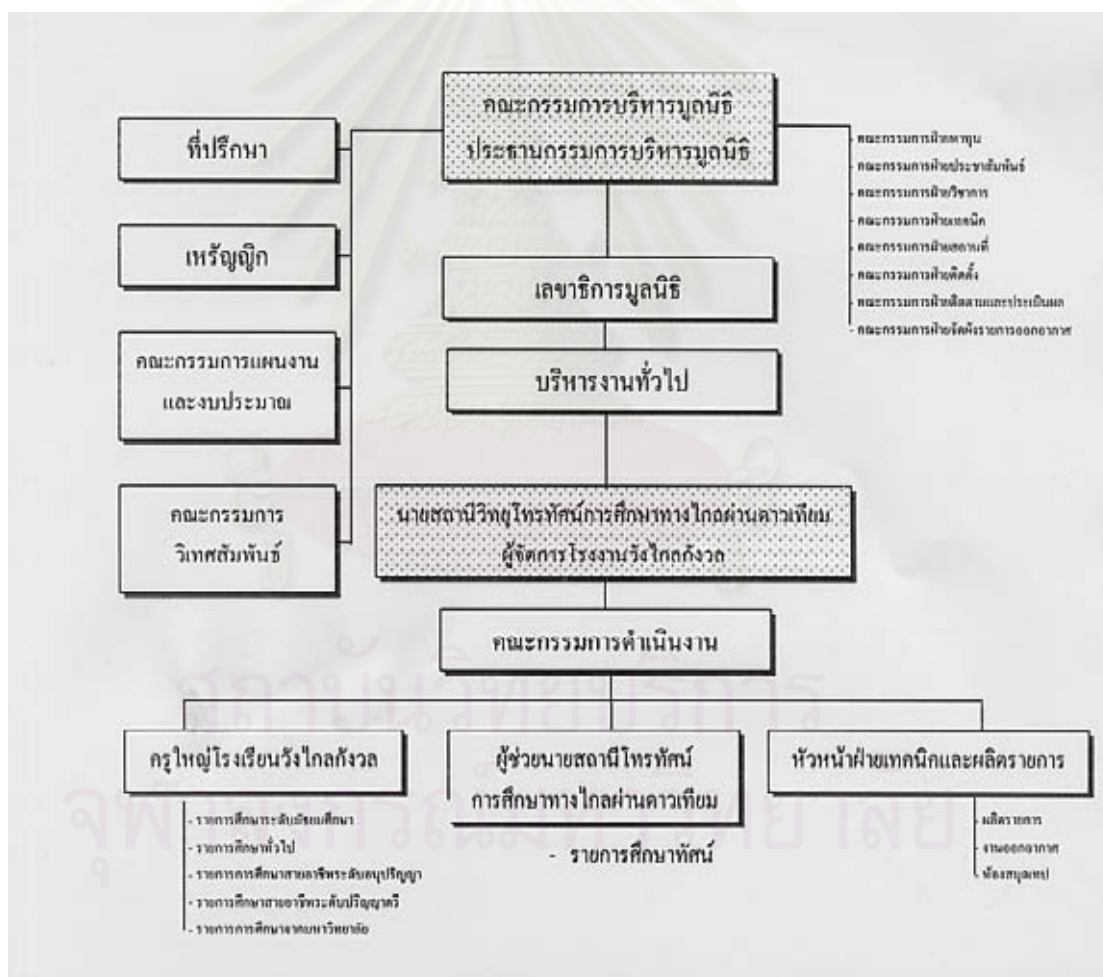 คณะกรรมการบริหารมูลนิธิ
ประธานกรรมการบริหารมูลนิธิ
ที่ปรึกษา
เหรัญญิก
คณะกรรมการแผนงาน
และงบประมาณ
คณะกรรมการ
วิเทศสัมพันธ์
- คณะกรรมการฝ่ายหาทุน
- คณะกรรมการฝ่ายประชาสัมพันธ์
- คณะกรรมการฝ่ายวิชาการ
- คณะกรรมการฝ่ายเทคนิค
- คณะกรรมการฝ่ายสถานที่
- คณะกรรมการฝ่ายติดตั้ง
- คณะกรรมการฝ่ายติดตามและประเมินผล
- คณะกรรมการฝ่ายจัดผังรายการออกอากาศ
เลขาธิการมูลนิธิ
บริหารงานทั่วไป
นายสถานีวิทยุโทรทัศน์การศึกษาทางไกลผ่านดาวเทียม
ผู้จัดการโรงงานวังไกลกังวล
คณะกรรมการดำเนินงาน
ครูใหญ่โรงเรียนวังไกลกังวล
- รายการศึกษาระดับมัธยมศึกษา
- รายการศึกษาทั่วไป
- รายการการศึกษาสายอาชีพระดับอนุปริญญา
- รายการศึกษาสายอาชีพระดับปริญญาตรี
- รายการการศึกษาจากมหาวิทยาลัย
ผู้ช่วยนายสถานีโทรทัศน์
การศึกษาทางไกลผ่านดาวเทียม
- รายการศึกษาทัศน์
หัวหน้าฝ่ายเทคนิคและผลิตรายการ
- ผลิตรายการ
- งานออกอากาศ
- ห้องสมุดเทป
สถาบันวิทยบริการ
จุฬาลงกรณ์มหาวิทยาลัย